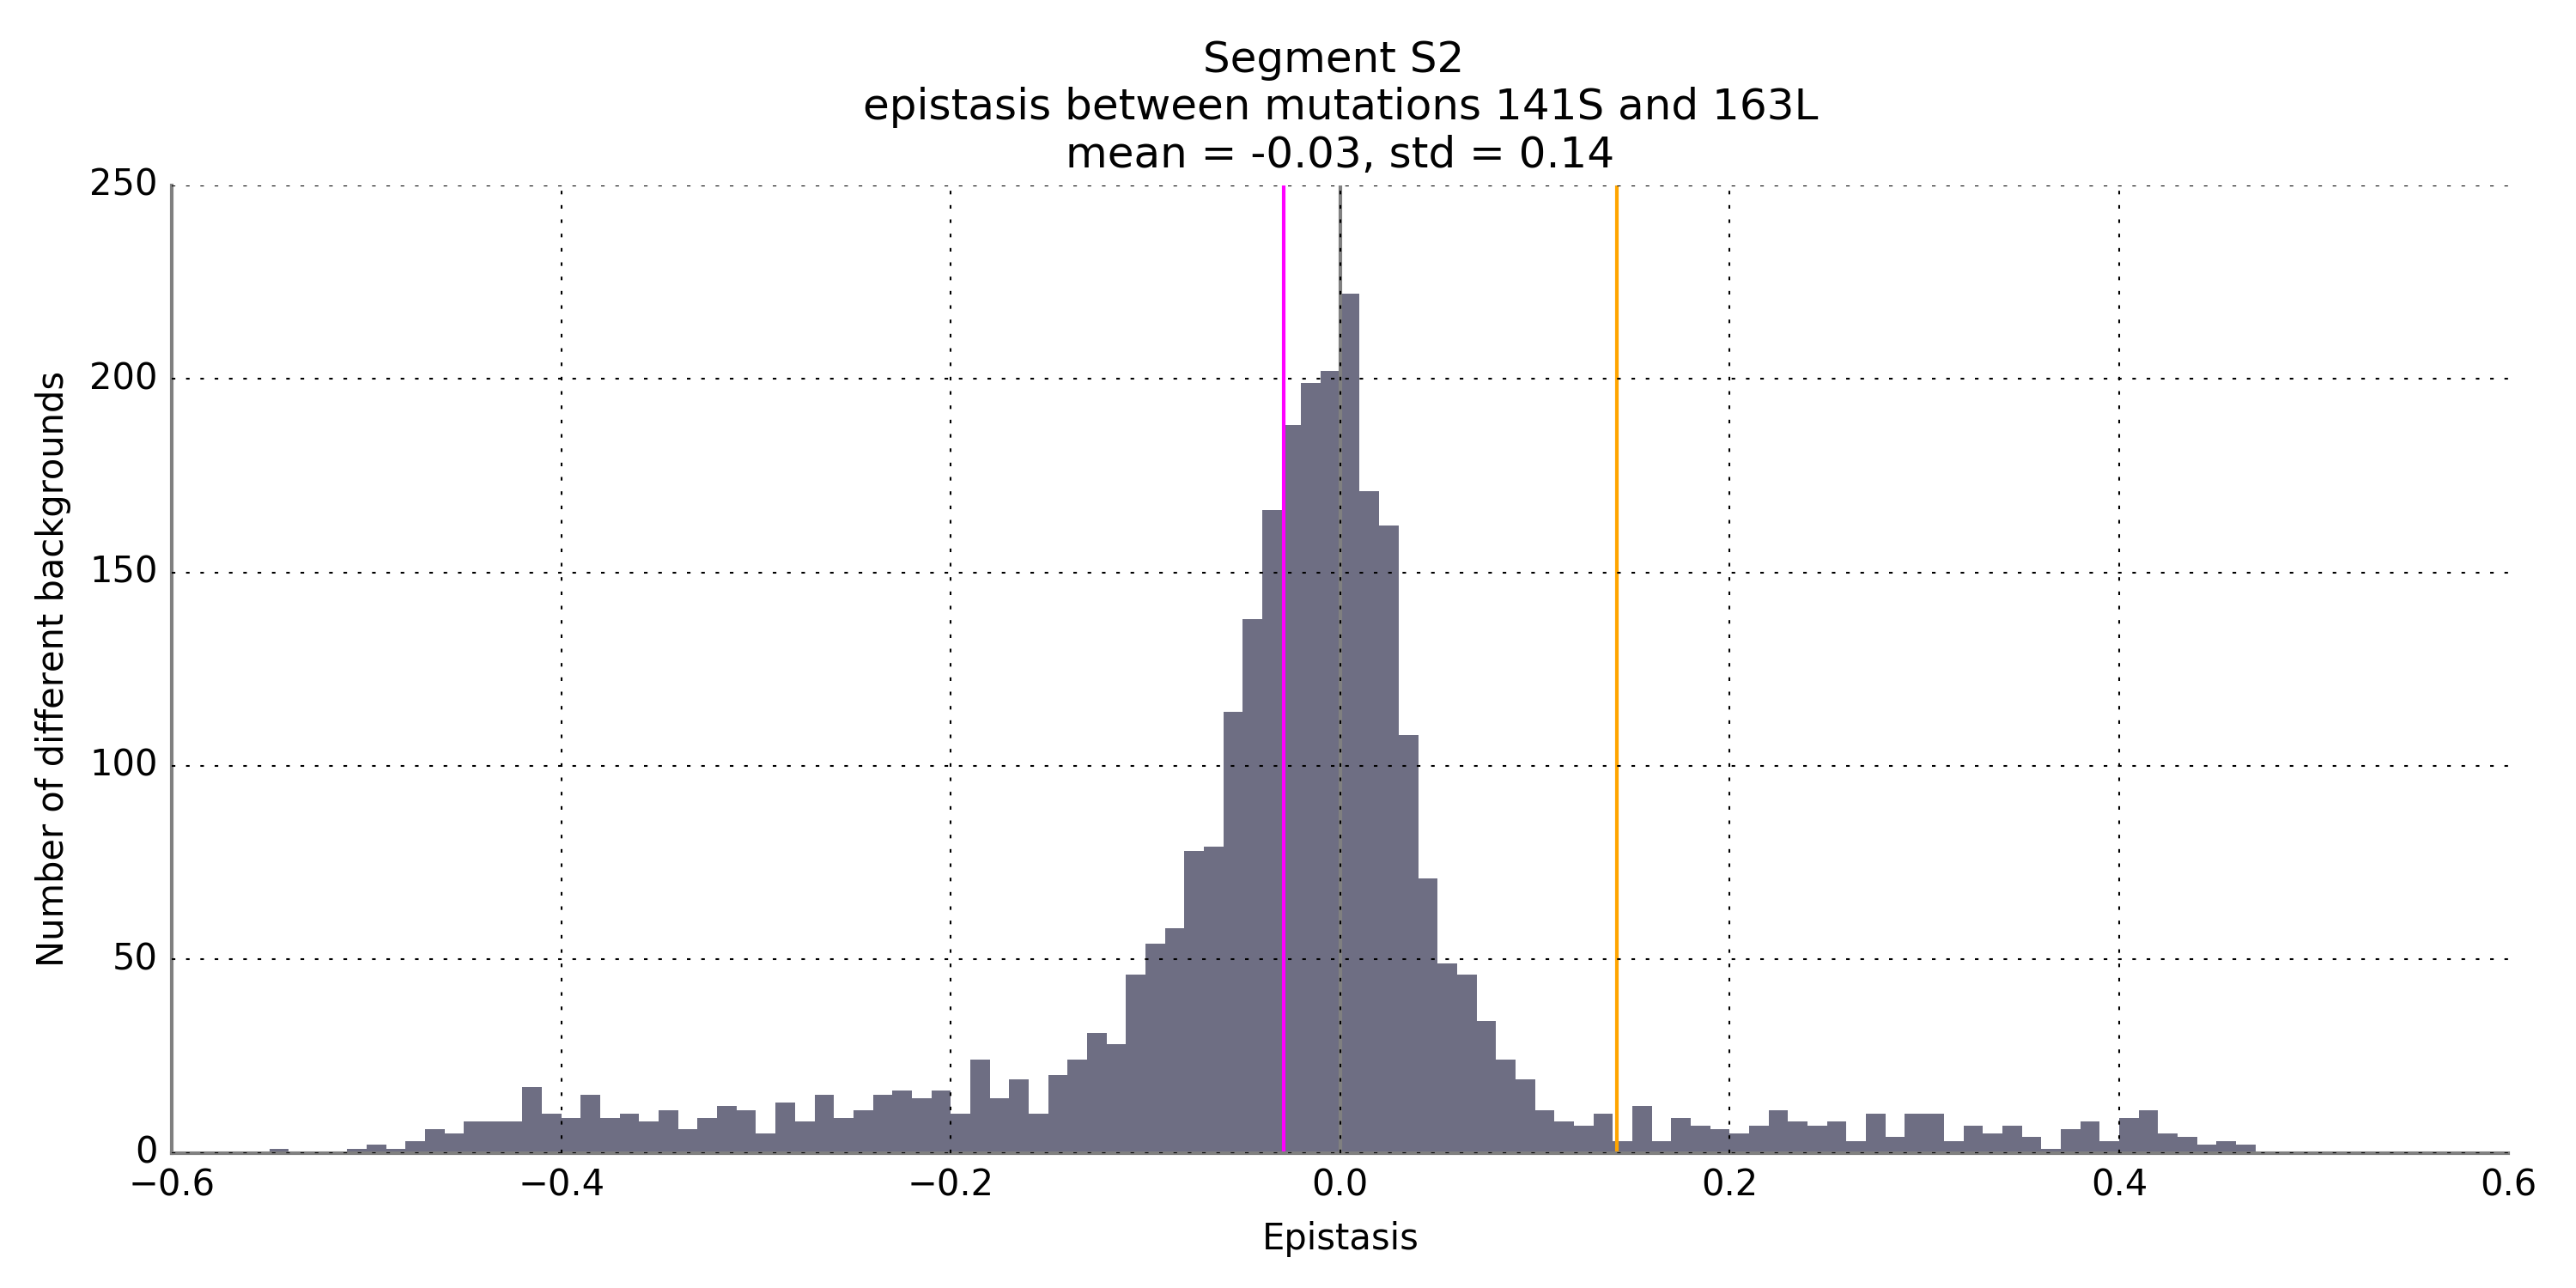 Segment S2
epistasis between mutations 141S and 163L
mean = -0.03, std = 0.14
250
200
150
100
50
0
Number of different backgrounds
−0.6 −0.4 −0.2 0.0 0.2 0.4 0.6
Epistasis